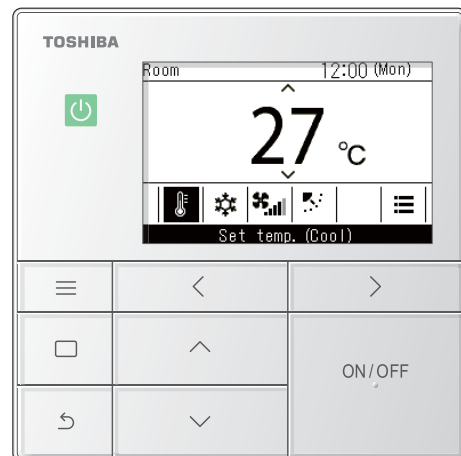 TOSHIBA
Room 12:00 (Mon)
27 °C
Set temp. (Cool)
ON/OFF